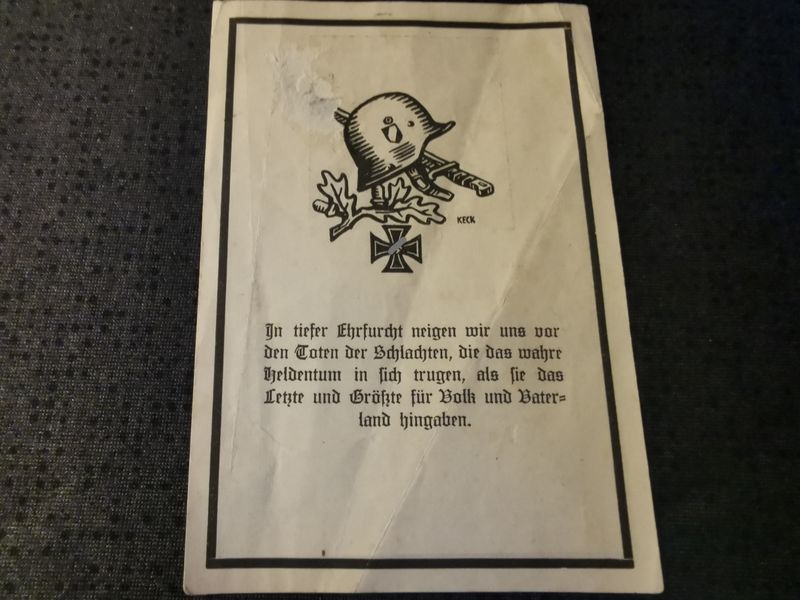 KECK
In tiefer Ehrfurcht neigen wir uns vor
den Toten der Schlachten, die das wahre
Heldentum in sich trugen, als sie das
Letzte und Größte für Volk und Vater=
land hingaben.